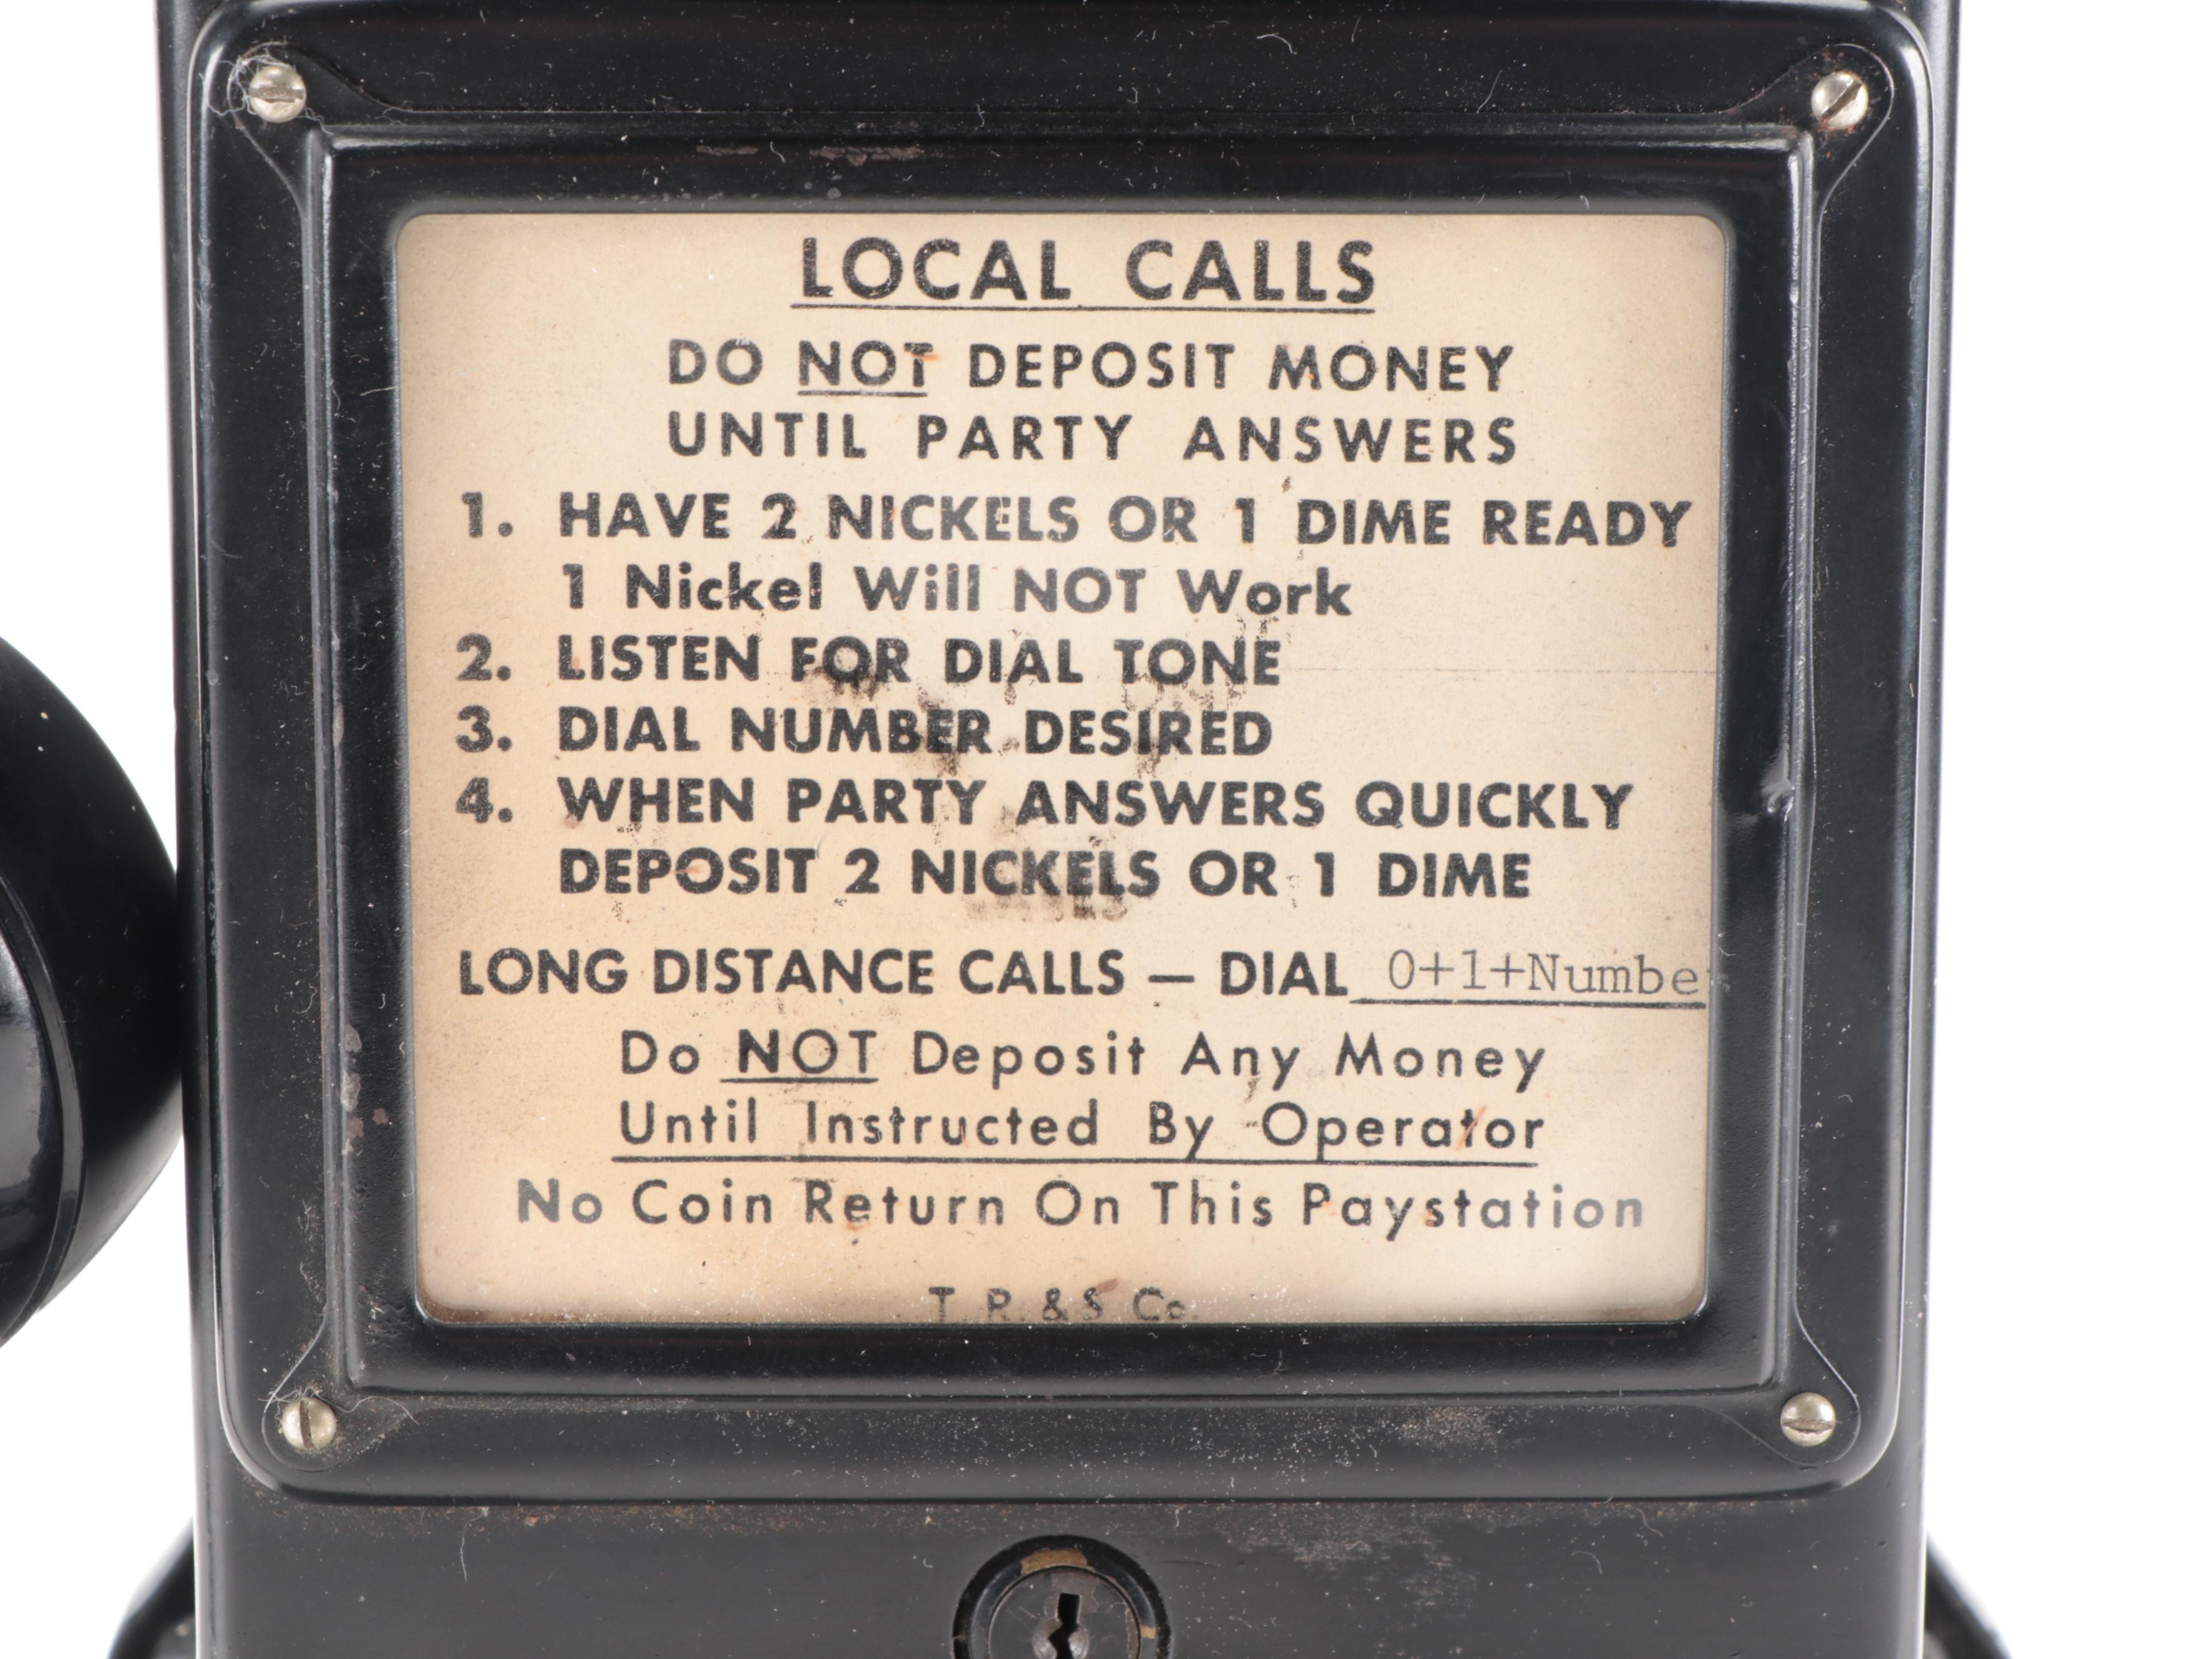 LOCAL CALLS
DO NOT DEPOSIT MONEY
UNTIL PARTY ANSWERS
1. HAVE 2 NICKELS OR 1 DIME READY
1 Nickel Will NOT Work
2. LISTEN FOR DIAL TONE
3. DIAL NUMBER DESIRED
4. WHEN PARTY ANSWERS QUICKLY
DEPOSIT 2 NICKELS OR 1 DIME
LONG DISTANCE CALLS — DIAL 0+1+Number
Do NOT Deposit Any Money
Until Instructed By Operator
No Coin Return On This Paystation
T. R. & S. Co.